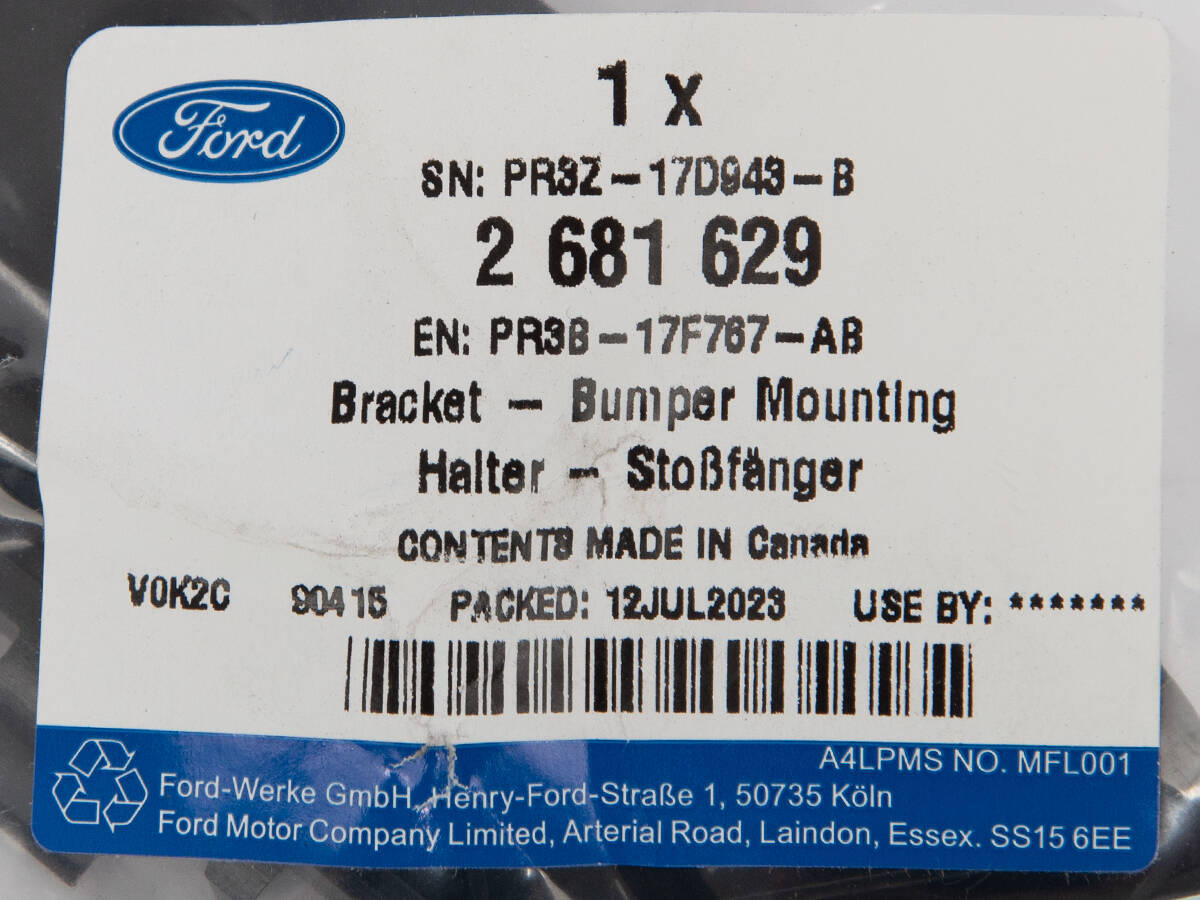 Ford
1 x
SN: PR3Z-17D943-B
2 681 629
EN: PR3B-17F767-AB
Bracket - Bumper Mounting
Halter - Stoßfänger
CONTENTS MADE IN Canada
V0K2C 90415 PACKED: 12JUL2023 USE BY: *******
A4LPMS NO. MFL001
Ford-Werke GmbH, Henry-Ford-Straße 1, 50735 Köln
Ford Motor Company Limited, Arterial Road, Laindon, Essex. SS15 6EE